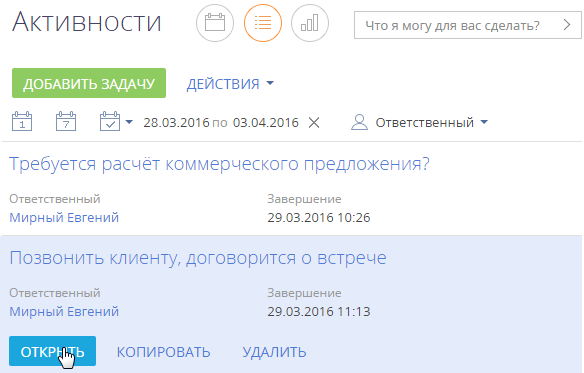 Активности
Что я могу для вас сделать?
ДОБАВИТЬ ЗАДАЧУ ДЕЙСТВИЯ
1 7 28.03.2016 по 03.04.2016 Ответственный
Требуется расчёт коммерческого предложения?
Ответственный Завершение
Мирный Евгений 29.03.2016 10:26
Позвонить клиенту, договорится о встрече
Ответственный Завершение
Мирный Евгений 29.03.2016 11:13
ОТКРЫТЬ КОПИРОВАТЬ УДАЛИТЬ